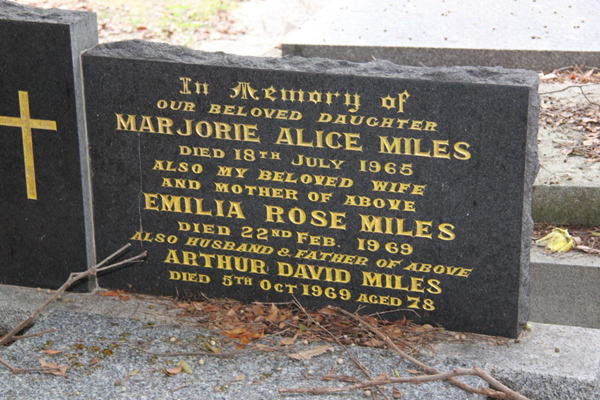 In Memory of
OUR BELOVED DAUGHTER
MARJORIE ALICE MILES
DIED 18TH JULY 1965
ALSO MY BELOVED WIFE
AND MOTHER OF ABOVE
EMILIA ROSE MILES
DIED 22ND FEB. 1969
ALSO HUSBAND & FATHER OF ABOVE
ARTHUR DAVID MILES
DIED 5TH OCT 1969 AGED 78